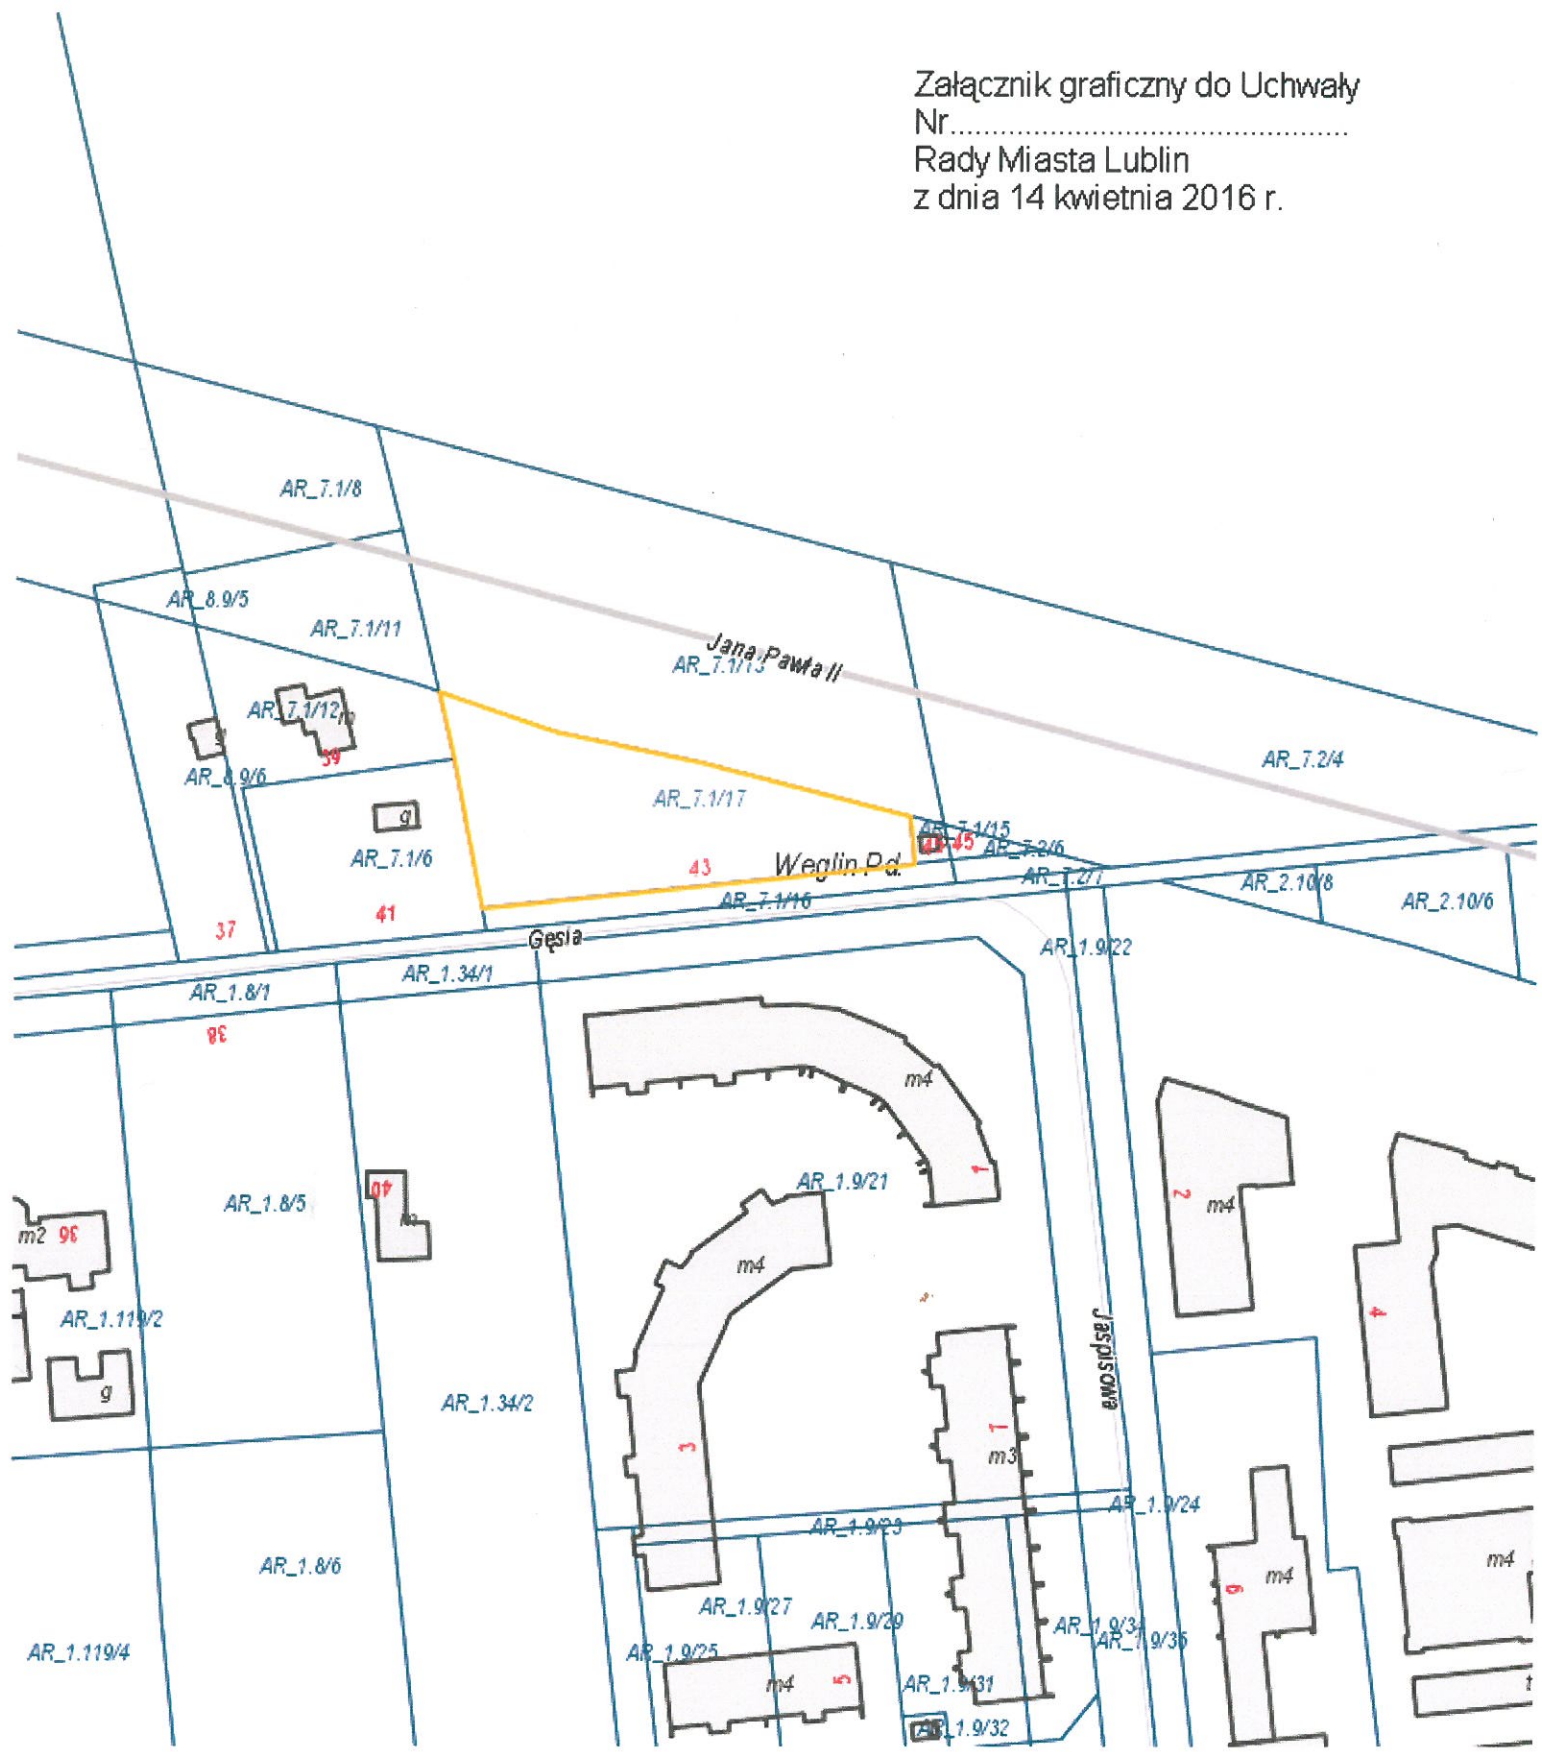 Załącznik graficzny do Uchwały
Nr...............................................
Rady Miasta Lublin
z dnia 14 kwietnia 2016 r.
AR_7.1/8
AR_8.9/5
AR_7.1/11
Jana Pawła II
AR_7.1/13
AR_7.1/12
m
g
39
AR_8.9/6
AR_7.2/4
AR_7.1/17
g
AR_7.1/15
45
AR_7.2/6
AR_7.1/6
43
Weglin Pd.
AR_7.2/7
AR_2.10/8
AR_7.1/16
AR_2.10/6
41
37
Gęsia
AR_1.9/22
AR_1.34/1
AR_1.8/1
38
m4
1
AR_1.9/21
40
m
AR_1.8/5
2
m4
m2
36
m4
AR_1.119/2
4
Jaspisowa
g
AR_1.34/2
3
1
m3
AR_1.9/24
AR_1.9/23
m4
AR_1.8/6
m4
6
AR_1.9/27
AR_1.9/29
AR_1.9/35
AR_1.9/25
AR_1.119/4
m4
5
AR_1.9/31
t
AR_1.9/32